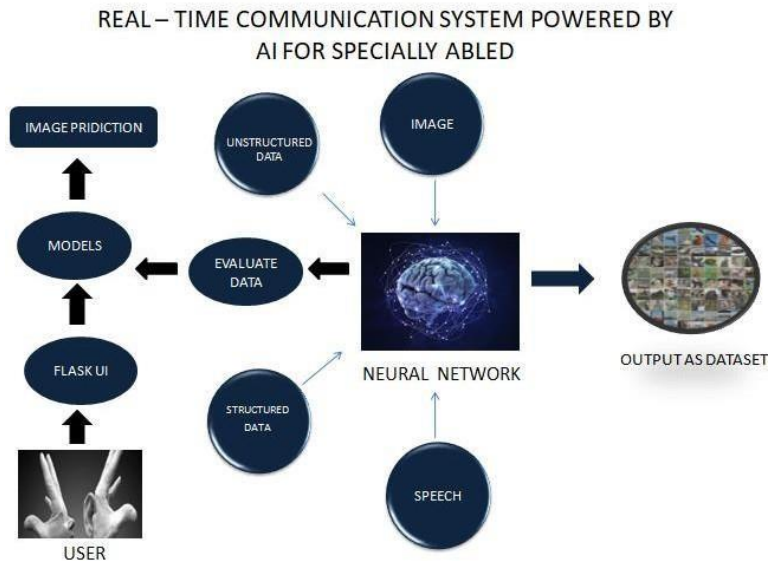 REAL – TIME COMMUNICATION SYSTEM POWERED BY
AI FOR SPECIALLY ABLED
IMAGE PRIDICTION
UNSTRUCTURED
DATA
IMAGE
MODELS
EVALUATE
DATA
FLASK UI
NEURAL NETWORK
OUTPUT AS DATASET
STRUCTURED
DATA
SPEECH
USER